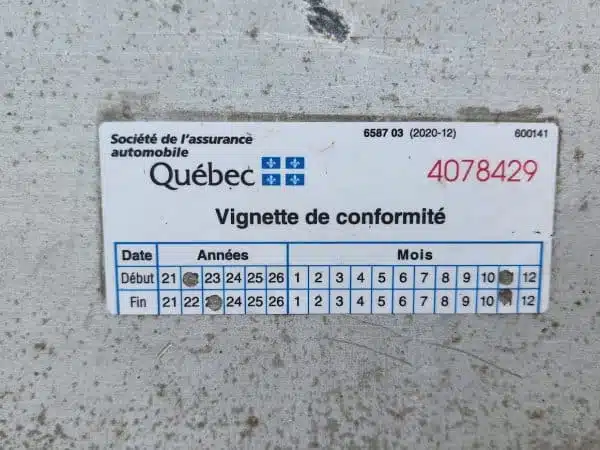 Société de l'assurance
automobile
Québec
6587 03 (2020-12)
600141
4078429
Vignette de conformité
Date Années Mois
Début 21 23 24 25 26 1 2 3 4 5 6 7 8 9 10 12
Fin 21 22 24 25 26 1 2 3 4 5 6 7 8 9 10 12